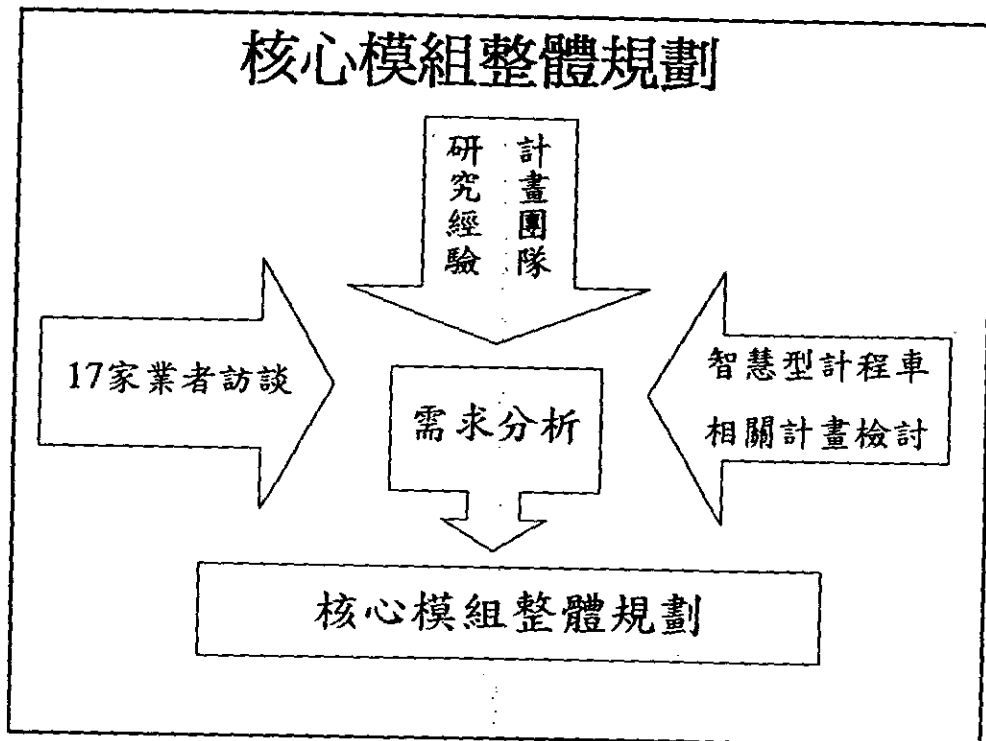 核心模組整體規劃
計畫團隊
研究經驗
17家業者訪談
智慧型計程車
相關計畫檢討
需求分析
核心模組整體規劃